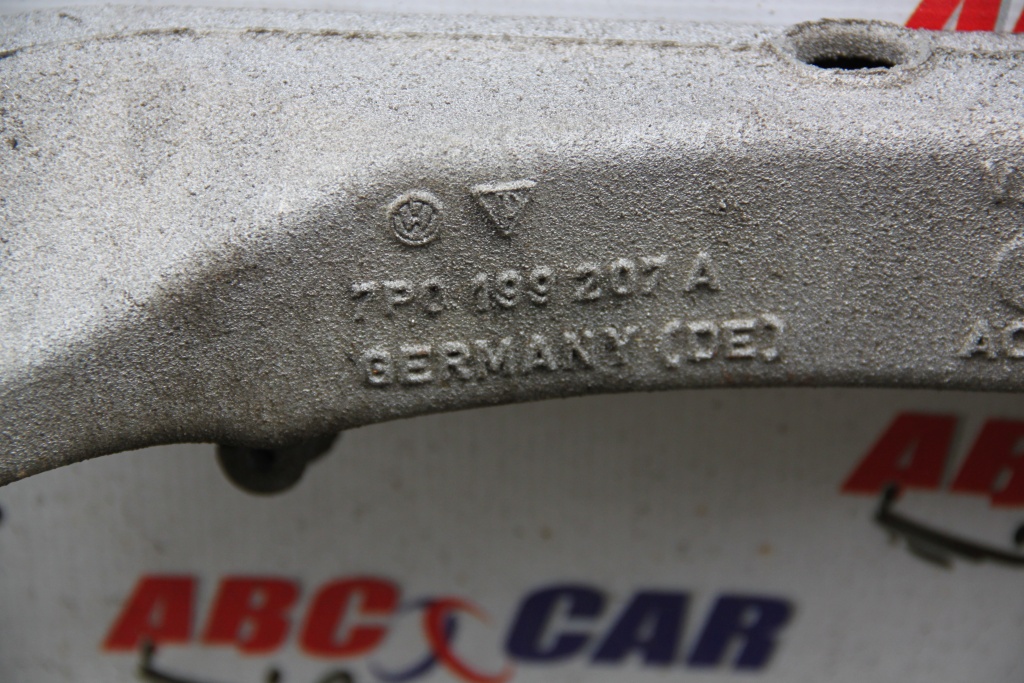 7P0 199 207 A
GERMANY (DE)
ABC CAR